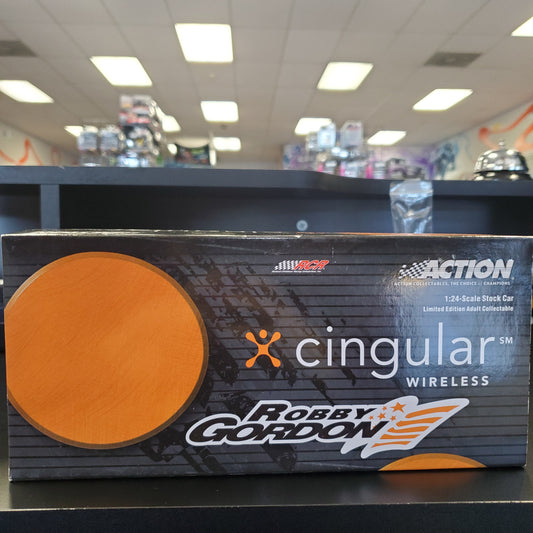 RCR
ACTION
ACTION COLLECTABLES, THE CHOICE of CHAMPIONS
1:24-Scale Stock Car
Limited Edition Adult Collectable
cingular SM
WIRELESS
ROBBY
GORDON